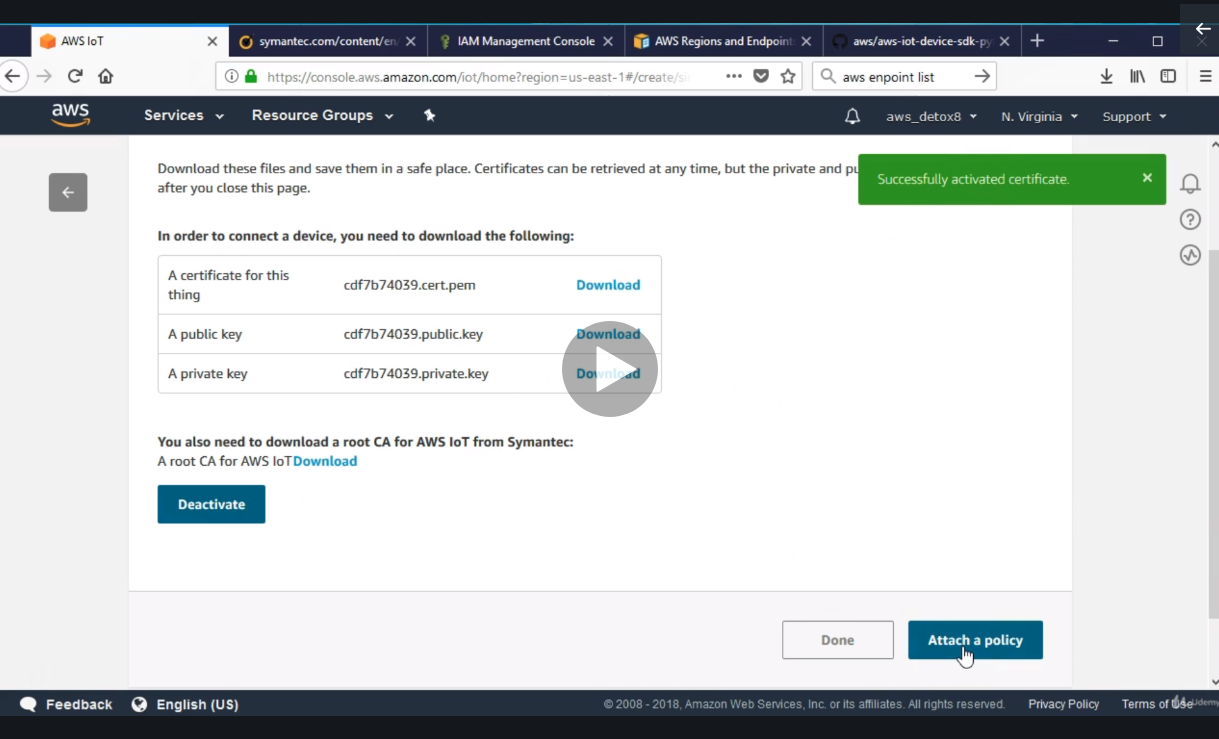 AWS IoT
symantec.com/content/en/
IAM Management Console
AWS Regions and Endpoint
aws/aws-iot-device-sdk-py
https://console.aws.amazon.com/iot/home?region=us-east-1#/create/si
aws enpoint list
aws
Services
Resource Groups
aws_detox8
N. Virginia
Support
Download these files and save them in a safe place. Certificates can be retrieved at any time, but the private and pu
after you close this page.
Successfully activated certificate.
In order to connect a device, you need to download the following:
A certificate for this
thing
cdf7b74039.cert.pem
Download
A public key
cdf7b74039.public.key
Download
A private key
cdf7b74039.private.key
Download
You also need to download a root CA for AWS IoT from Symantec:
A root CA for AWS IoTDownload
Deactivate
Done
Attach a policy
Feedback
English (US)
© 2008 - 2018, Amazon Web Services, Inc. or its affiliates. All rights reserved.
Privacy Policy
Terms of Use
Udemy